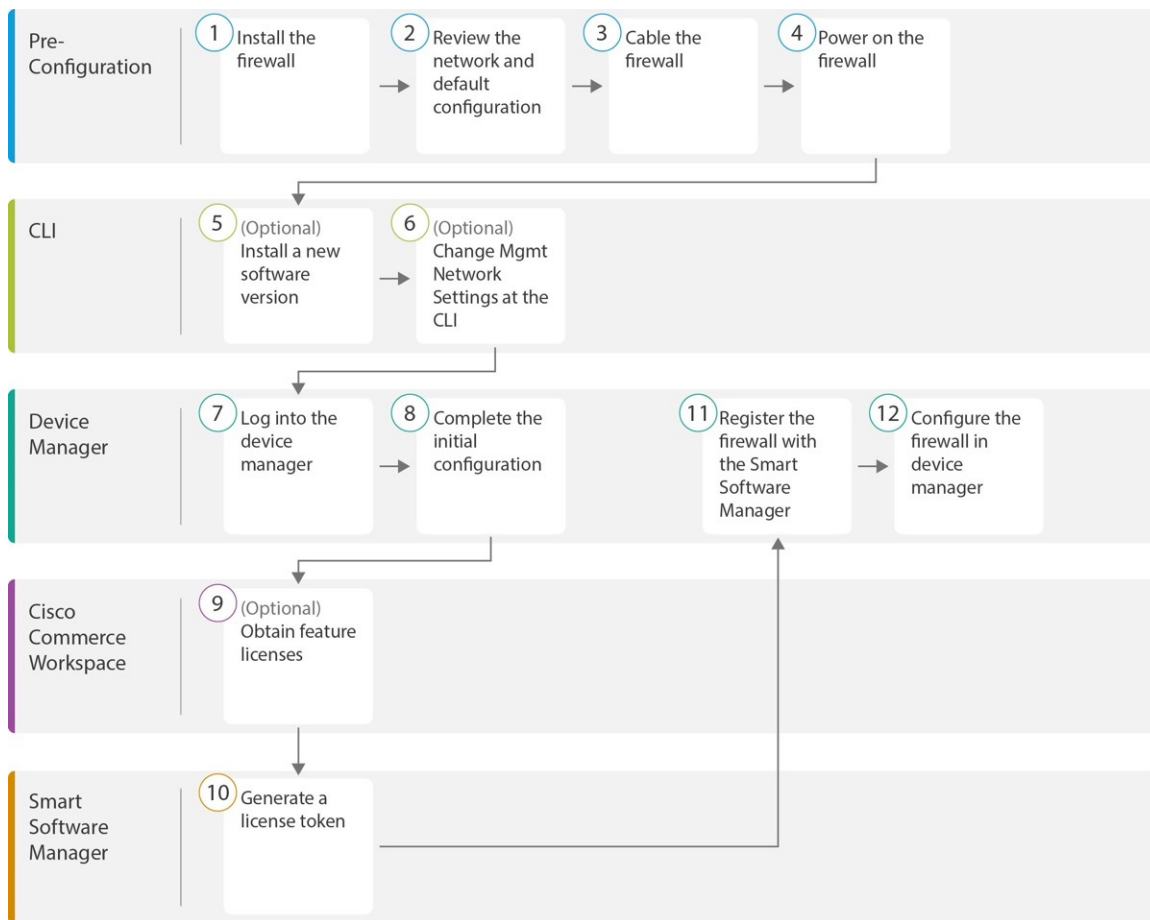 Pre-
Configuration
1
Install the
firewall
2
Review the
network and
default
configuration
3
Cable the
firewall
4
Power on the
firewall
CLI
5
(Optional)
Install a new
software
version
6
(Optional)
Change Mgmt
Network
Settings at the
CLI
Device
Manager
7
Log into the
device
manager
8
Complete the
initial
configuration
11
Register the
firewall with
the Smart
Software
Manager
12
Configure the
firewall in
device
manager
Cisco
Commerce
Workspace
9
(Optional)
Obtain feature
licenses
Smart
Software
Manager
10
Generate a
license token